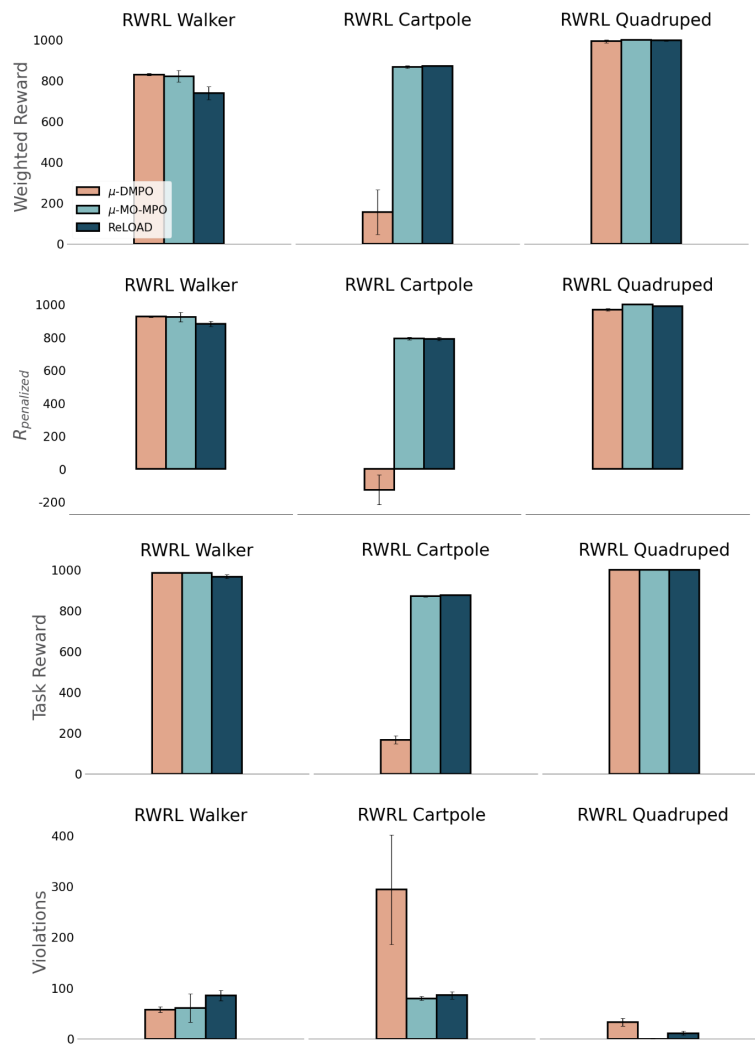 RWRL Walker RWRL Cartpole RWRL Quadruped
1000
800
600
400
200
0
Weighted Reward
μ-DMPO
μ-MO-MPO
ReLOAD
RWRL Walker RWRL Cartpole RWRL Quadruped
1000
800
600
400
200
0
-200
R_penalized
RWRL Walker RWRL Cartpole RWRL Quadruped
1000
800
600
400
200
0
Task Reward
RWRL Walker RWRL Cartpole RWRL Quadruped
400
300
200
100
0
Violations